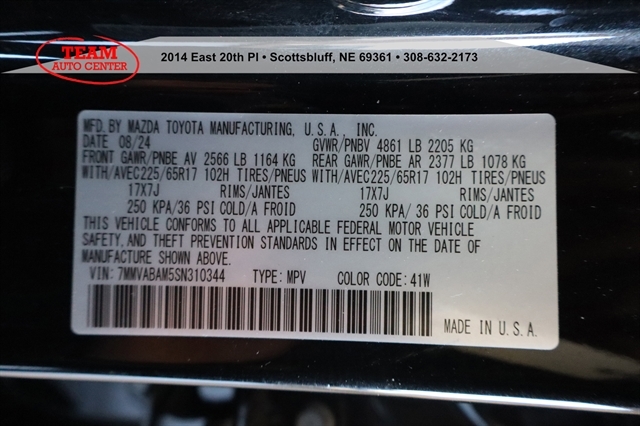 TEAM
AUTO CENTER
2014 East 20th Pl • Scottsbluff, NE 69361 • 308-632-2173
MFD. BY MAZDA TOYOTA MANUFACTURING, U.S.A., INC.
DATE 08/24 GVWR/PNBV 4861 LB 2205 KG
FRONT GAWR/PNBE AV 2566 LB 1164 KG REAR GAWR/PNBE AR 2377 LB 1078 KG
WITH/AVEC225/65R17 102H TIRES/PNEUS WITH/AVEC225/65R17 102H TIRES/PNEUS
17X7J RIMS/JANTES 17X7J RIMS/JANTES
250 KPA/36 PSI COLD/A FROID 250 KPA/ 36 PSI COLD/A FROID
THIS VEHICLE CONFORMS TO ALL APPLICABLE FEDERAL MOTOR VEHICLE
SAFETY,AND THEFT PREVENTION STANDARDS IN EFFECT ON THE DATE OF
MANUFACTURE SHOWN ABOVE.
VIN:7MMVABAM5SN310344 TYPE: MPV COLOR CODE: 41W
MADE IN U.S.A.